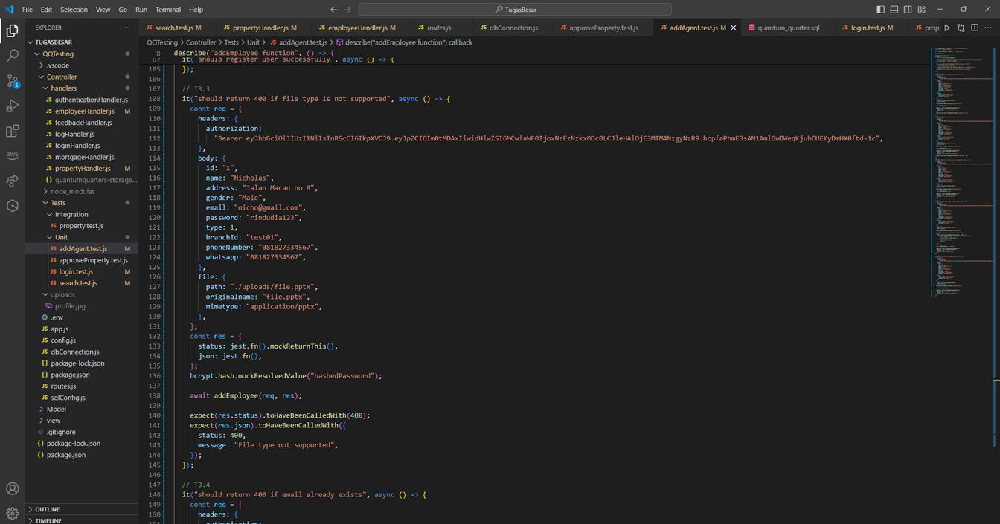 File Edit Selection View Go Run Terminal Help
TugasBesar
EXPLORER
search.test.js M
propertyHandler.js M
employeeHandler.js M
routes.js
dbConnection.js
approveProperty.test.js
addAgent.test.js M
quantum_quarter.sql
login.test.js M
prop
TUGASBESAR
QQTesting
.vscode
Controller
handlers
authenticationHandler.js
employeeHandler.js M
feedbackHandler.js
logHandler.js
loginHandler.js
mortgageHandler.js
propertyHandler.js M
quantumquarters-storage...
node_modules
Tests
Integration
property.test.js
Unit
addAgent.test.js M
approveProperty.test.js
login.test.js M
search.test.js M
uploads
profile.jpg
.env
app.js
config.js
dbConnection.js
package-lock.json
package.json
routes.js
sqlConfig.js
Model
view
.gitignore
package-lock.json
package.json
OUTLINE
TIMELINE
5
aws
QQTesting > Controller > Tests > Unit > JS addAgent.test.js > describe("addEmployee function") callback
8 describe("addEmployee function", () => {
67 it("should register user successfully", async () => {
105 });
106
107 // T3.3
108 it("should return 400 if file type is not supported", async () => {
109 const req = {
110 headers: {
111 authorization:
112 "Bearer eyJhbGciOiJIUzI1NiIsInR5cCI6IkpXVCJ9.eyJpZCI6Im0tMDAxIiwidHlwZSI6MCwiaWF0IjoxNzEzNzkxODc0LCJleHAiOjE3MTM4NzgyNzR9.hcpfaPhmE3sAM1AmlGwDWeqKjubCUEKyDmHX0ftd-1c",
113 },
114 body: {
115 id: "1",
116 name: "Nicholas",
117 address: "Jalan Macan no 8",
118 gender: "Male",
119 email: "nicho@gmail.com",
120 password: "rindudia123",
121 type: 1,
122 branchId: "test01",
123 phoneNumber: "081827334567",
124 whatsapp: "081827334567",
125 },
126 file: {
127 path: "./uploads/file.pptx",
128 originalname: "file.pptx",
129 mimetype: "application/pptx",
130 },
131 };
132 const res = {
133 status: jest.fn().mockReturnThis(),
134 json: jest.fn(),
135 };
136 bcrypt.hash.mockResolvedValue("hashedPassword");
137
138 await addEmployee(req, res);
139
140 expect(res.status).toHaveBeenCalledWith(400);
141 expect(res.json).toHaveBeenCalledWith({
142 status: 400,
143 message: "File type not supported",
144 });
145 });
146
147 // T3.4
148 it("should return 400 if email already exists", async () => {
149 const req = {
150 headers: {
151 authorization: